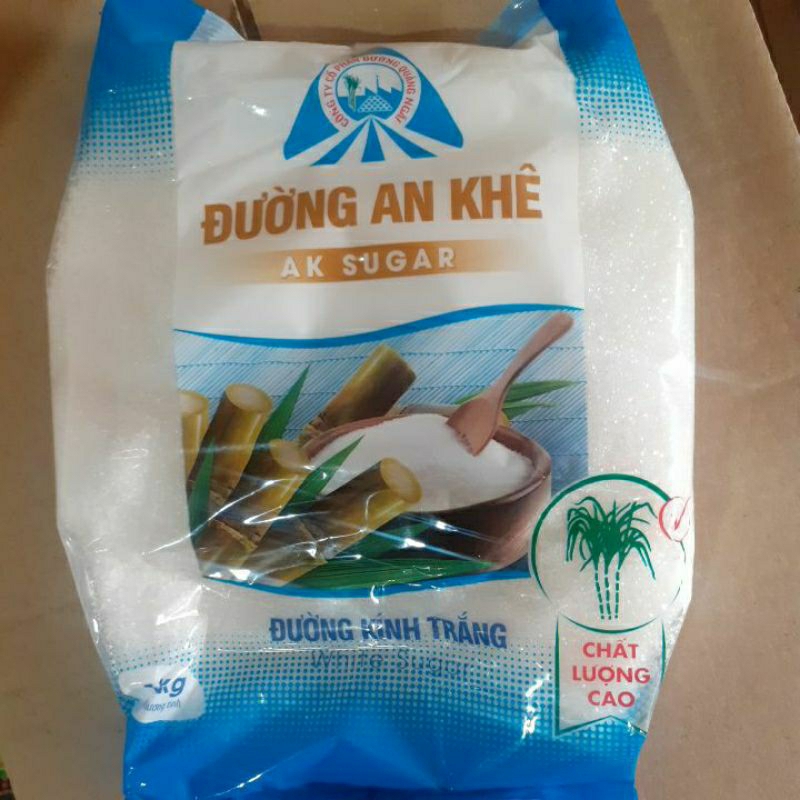 CÔNG TY CỔ PHẦN ĐƯỜNG QUẢNG NGÃI
ĐƯỜNG AN KHÊ
AK SUGAR
ĐƯỜNG KÍNH TRẮNG
White Sugar
CHẤT
LƯỢNG
CAO
kg